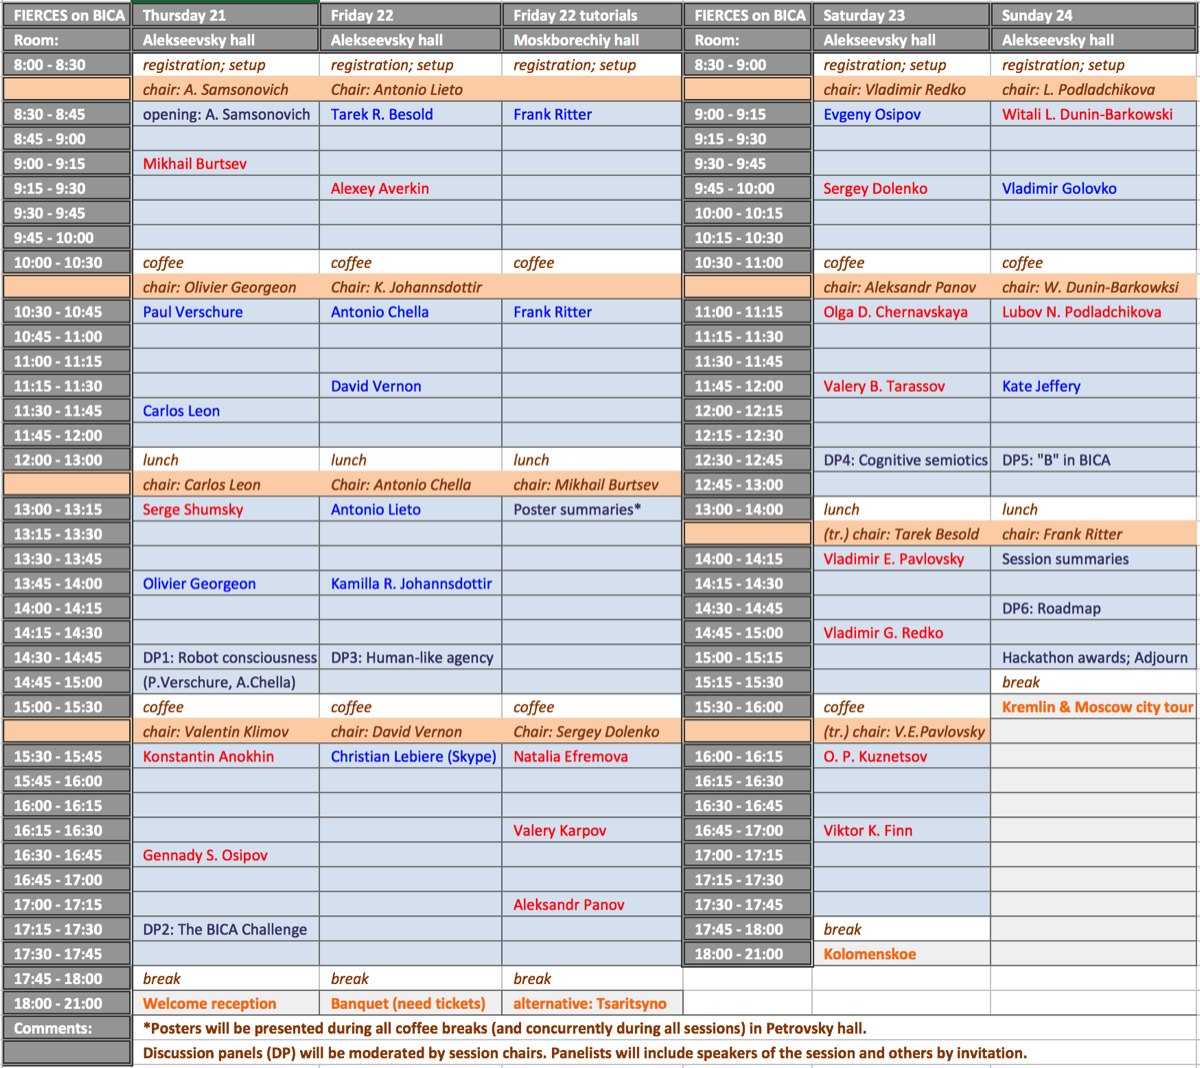 FIERCES on BICA Thursday 21 Friday 22 Friday 22 tutorials FIERCES on BICA Saturday 23 Sunday 24
Room: Alekseevsky hall Alekseevsky hall Moskborechiy hall Room: Alekseevsky hall Alekseevsky hall
8:00 - 8:30 registration; setup registration; setup registration; setup 8:30 - 9:00 registration; setup registration; setup
chair: A. Samsonovich Chair: Antonio Lieto chair: Vladimir Redko chair: L. Podladchikova
8:30 - 8:45 opening: A. Samsonovich Tarek R. Besold Frank Ritter 9:00 - 9:15 Evgeny Osipov Witali L. Dunin-Barkowski
8:45 - 9:00 9:15 - 9:30
9:00 - 9:15 Mikhail Burtsev 9:30 - 9:45
9:15 - 9:30 Alexey Averkin 9:45 - 10:00 Sergey Dolenko Vladimir Golovko
9:30 - 9:45 10:00 - 10:15
9:45 - 10:00 10:15 - 10:30
10:00 - 10:30 coffee coffee coffee 10:30 - 11:00 coffee coffee
chair: Olivier Georgeon Chair: K. Johannsdottir chair: Aleksandr Panov chair: W. Dunin-Barkowksi
10:30 - 10:45 Paul Verschure Antonio Chella Frank Ritter 11:00 - 11:15 Olga D. Chernavskaya Lubov N. Podladchikova
10:45 - 11:00 11:15 - 11:30
11:00 - 11:15 11:30 - 11:45
11:15 - 11:30 David Vernon 11:45 - 12:00 Valery B. Tarassov Kate Jeffery
11:30 - 11:45 Carlos Leon 12:00 - 12:15
11:45 - 12:00 12:15 - 12:30
12:00 - 13:00 lunch lunch lunch 12:30 - 12:45 DP4: Cognitive semiotics DP5: "B" in BICA
chair: Carlos Leon Chair: Antonio Chella chair: Mikhail Burtsev 12:45 - 13:00
13:00 - 13:15 Serge Shumsky Antonio Lieto Poster summaries* 13:00 - 14:00 lunch lunch
13:15 - 13:30 (tr.) chair: Tarek Besold chair: Frank Ritter
13:30 - 13:45 14:00 - 14:15 Vladimir E. Pavlovsky Session summaries
13:45 - 14:00 Olivier Georgeon Kamilla R. Johannsdottir 14:15 - 14:30
14:00 - 14:15 14:30 - 14:45 DP6: Roadmap
14:15 - 14:30 14:45 - 15:00 Vladimir G. Redko
14:30 - 14:45 DP1: Robot consciousness DP3: Human-like agency 15:00 - 15:15 Hackathon awards; Adjourn
14:45 - 15:00 (P.Verschure, A.Chella) 15:15 - 15:30 break
15:00 - 15:30 coffee coffee coffee 15:30 - 16:00 coffee Kremlin & Moscow city tour
chair: Valentin Klimov chair: David Vernon Chair: Sergey Dolenko (tr.) chair: V.E.Pavlovsky
15:30 - 15:45 Konstantin Anokhin Christian Lebiere (Skype) Natalia Efremova 16:00 - 16:15 O. P. Kuznetsov
15:45 - 16:00 16:15 - 16:30
16:00 - 16:15 16:30 - 16:45
16:15 - 16:30 Valery Karpov 16:45 - 17:00 Viktor K. Finn
16:30 - 16:45 Gennady S. Osipov 17:00 - 17:15
16:45 - 17:00 17:15 - 17:30
17:00 - 17:15 Aleksandr Panov 17:30 - 17:45
17:15 - 17:30 DP2: The BICA Challenge 17:45 - 18:00 break
17:30 - 17:45 18:00 - 21:00 Kolomenskoe
17:45 - 18:00 break break break
18:00 - 21:00 Welcome reception Banquet (need tickets) alternative: Tsaritsyno
Comments: *Posters will be presented during all coffee breaks (and concurrently during all sessions) in Petrovsky hall.
Discussion panels (DP) will be moderated by session chairs. Panelists will include speakers of the session and others by invitation.